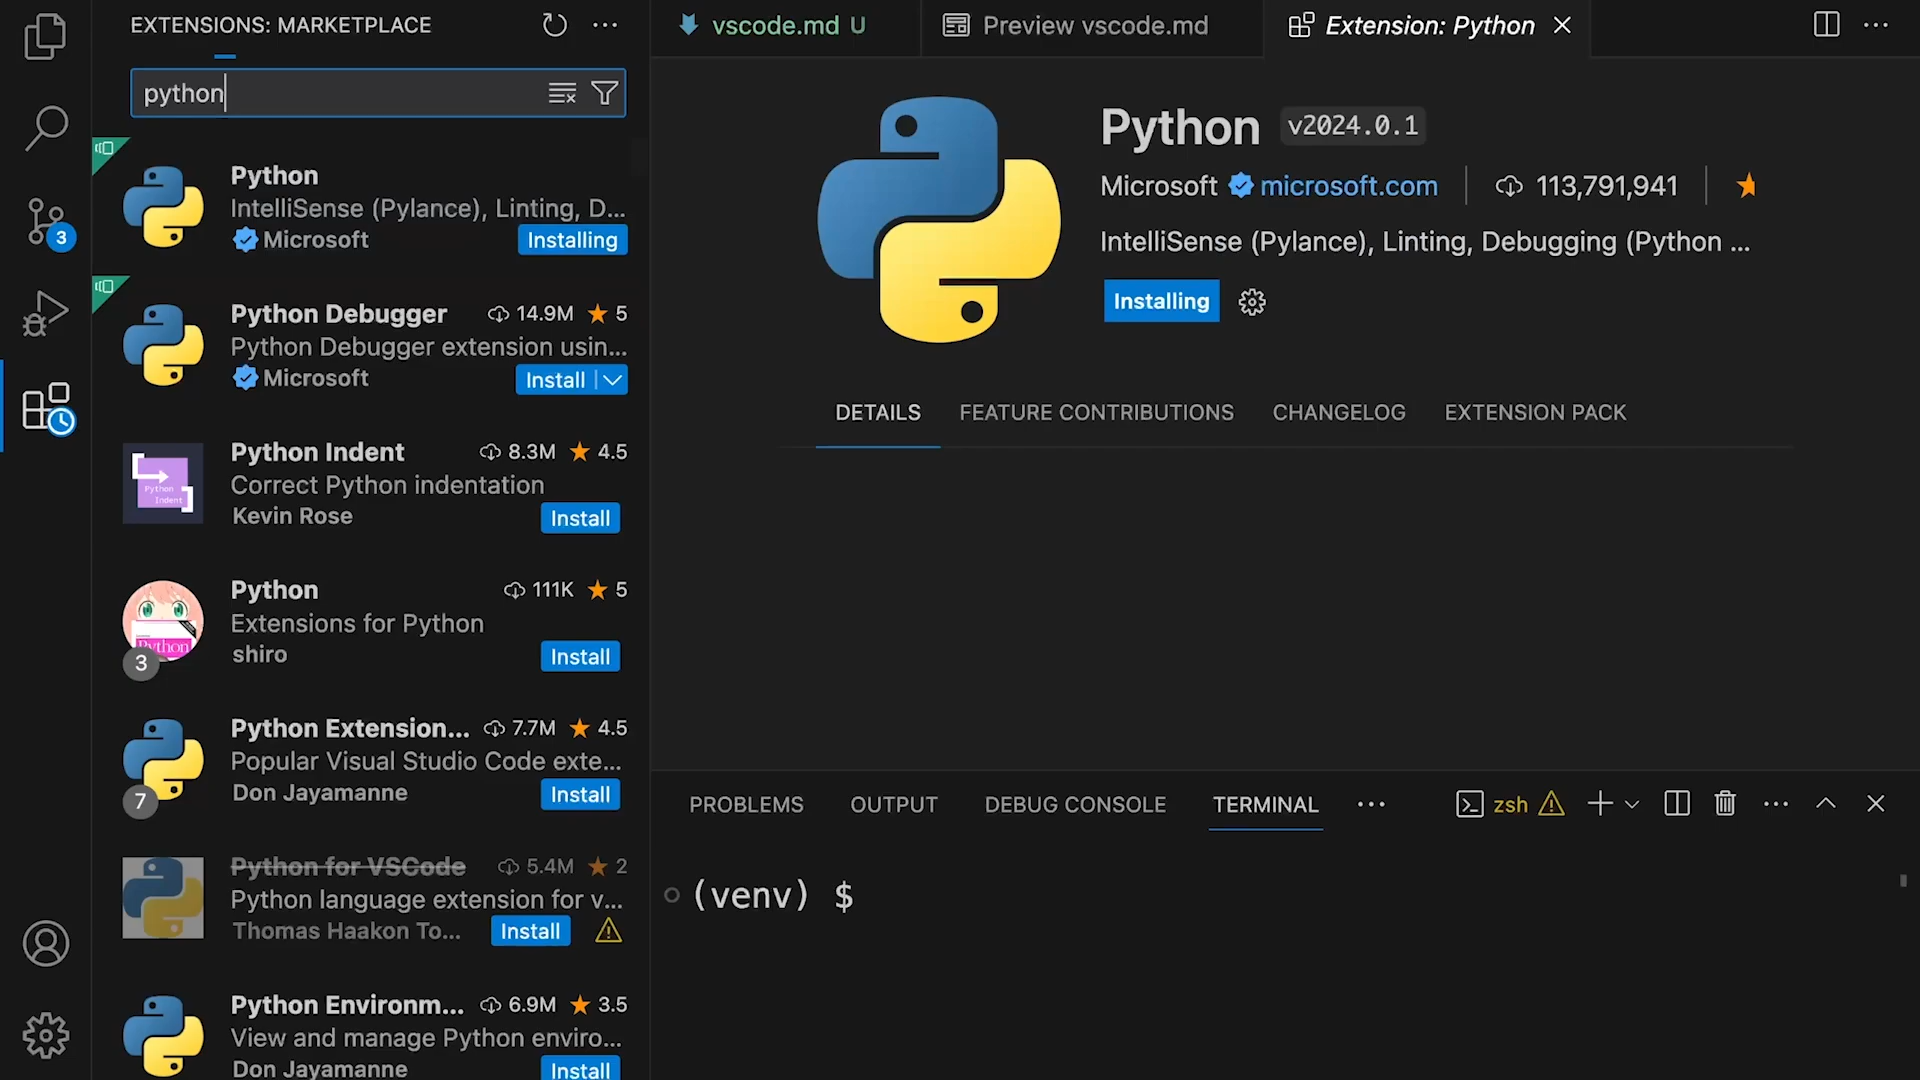 EXTENSIONS: MARKETPLACE
python
Python
IntelliSense (Pylance), Linting, D...
Microsoft
Installing
Python Debugger 14.9M 5
Python Debugger extension usin...
Microsoft
Install
Python Indent 8.3M 4.5
Correct Python indentation
Kevin Rose
Install
Python
Indent
Python 111K 5
Extensions for Python
shiro
Install
Python
3
Python Extension... 7.7M 4.5
Popular Visual Studio Code exte...
Don Jayamanne
Install
7
Python for VSCode 5.4M 2
Python language extension for v...
Thomas Haakon To...
Install
Python Environm... 6.9M 3.5
View and manage Python enviro...
Don Jayamanne
Install
3
vscode.md U
Preview vscode.md
Extension: Python
Python v2024.0.1
Microsoft microsoft.com 113,791,941
IntelliSense (Pylance), Linting, Debugging (Python ...
Installing
DETAILS FEATURE CONTRIBUTIONS CHANGELOG EXTENSION PACK
PROBLEMS OUTPUT DEBUG CONSOLE TERMINAL ... zsh
(venv) $